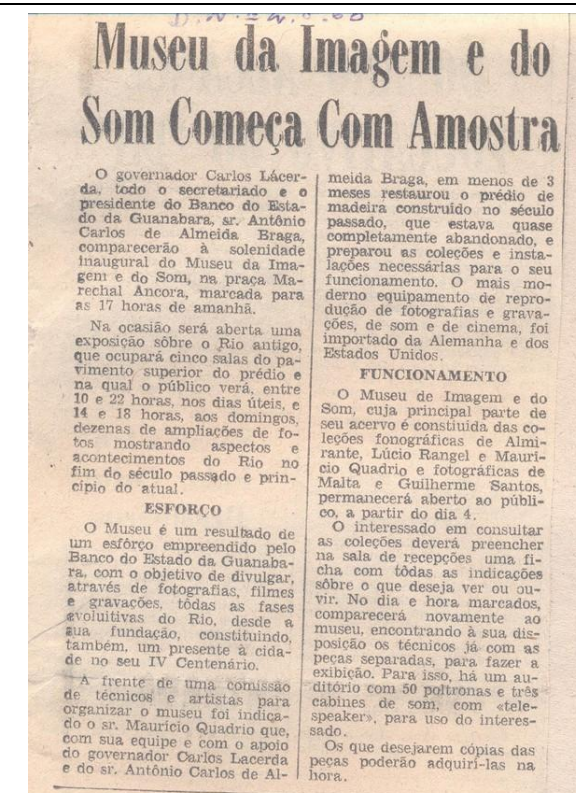 Museu da Imagem e do
Som Começa Com Amostra
O governador Carlos Lácer-
da, todo o secretariado e o
presidente do Banco do Esta-
do da Guanabara, sr. Antônio
Carlos de Almeida Braga,
comparecerão à solenidade
inaugural do Museu da Ima-
gem e do Som, na praça Ma-
rechal Ancora, marcada para
as 17 horas de amanhã.
Na ocasião será aberta uma
exposição sôbre o Rio antigo,
que ocupará cinco salas do pa-
vimento superior do prédio e
na qual o público verá, entre
10 e 22 horas, nos dias úteis, e
14 e 18 horas, aos domingos,
dezenas de ampliações de fo-
tos mostrando aspectos e
acontecimentos do Rio no
fim do século passado e prin-
cípio do atual.
ESFORÇO
O Museu é um resultado de
um esfôrço empreendido pelo
Banco do Estado da Guanaba-
ra, com o objetivo de divulgar,
através de fotografias, filmes
e gravações, tôdas as fases
evoluitivas do Rio, desde a
sua fundação, constituindo,
também, um presente à cida-
de no seu IV Centenário.
A frente de uma comissão
de técnicos e artistas para
organizar o museu foi indica-
do o sr. Maurício Quadrio que,
com sua equipe e com o apoio
do governador Carlos Lacerda
e do sr. Antônio Carlos de Al-
meida Braga, em menos de 3
meses restaurou o prédio de
madeira construído no século
passado, que estava quase
completamente abandonado, e
preparou as coleções e insta-
lações necessárias para o seu
funcionamento. O mais mo-
derno equipamento de repro-
dução de fotografias e grava-
ções, de som e de cinema, foi
importado da Alemanha e dos
Estados Unidos.
FUNCIONAMENTO
O Museu de Imagem e do
Som, cuja principal parte de
seu acervo é constiuida das co-
leções fonográficas de Almi-
rante, Lúcio Rangel e Maurí-
cio Quadrio e fotográficas de
Malta e Guilherme Santos,
permanecerá aberto ao públi-
co, a partir do dia 4.
O interessado em consultar
as coleções deverá preencher
na sala de recepções uma fi-
cha com tôdas as indicações
sôbre o que deseja ver ou ou-
vir. No dia e hora marcados,
comparecerá novamente ao
museu, encontrando à sua dis-
posição os técnicos já com as
peças separadas, para fazer a
exibição. Para isso, há um au-
ditório com 50 poltronas e três
cabines de som, com «tele-
speaker», para uso do interes-
sado.
Os que desejarem cópias das
peças poderão adquirí-las na
hora.